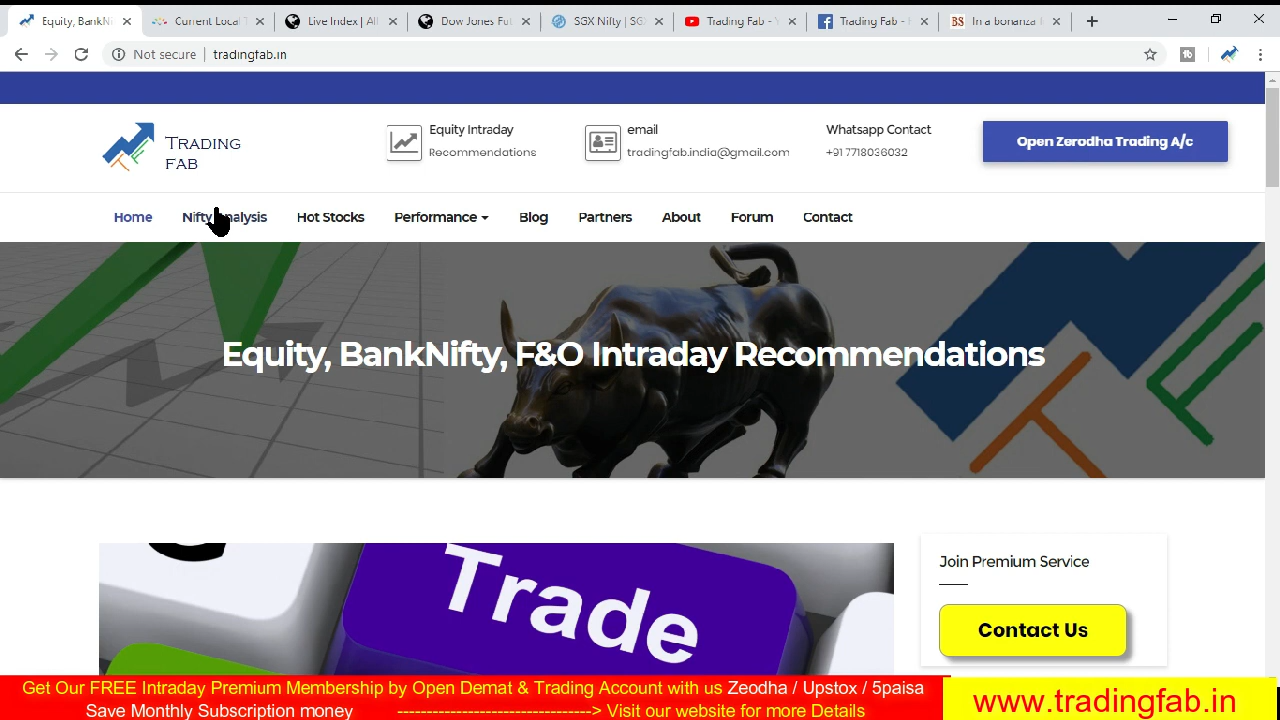 Equity, BankNi
Current Local T
Live Index | All
Dow Jones Fut
SGX Nifty | SG
Trading Fab - Y
Trading Fab - H
BS In a bonanza f
Not secure | tradingfab.in
TRADING
FAB
Equity Intraday
Recommendations
email
tradingfab.india@gmail.com
Whatsapp Contact
+91 7718036032
Open Zerodha Trading A/c
Home
Nifty Analysis
Hot Stocks
Performance
Blog
Partners
About
Forum
Contact
Equity, BankNifty, F&O Intraday Recommendations
Trade
Join Premium Service
Contact Us
Get Our FREE Intraday Premium Membership by Open Demat & Trading Account with us Zeodha / Upstox / 5paisa
Save Monthly Subscription money --------------------------------> Visit our website for more Details
www.tradingfab.in